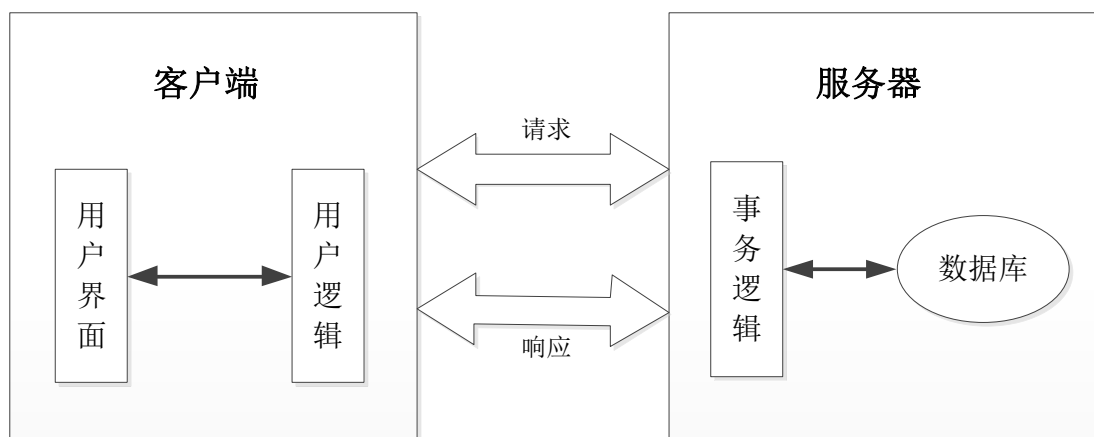 客户端
服务器
请求
用户界面
用户逻辑
事务逻辑
数据库
响应